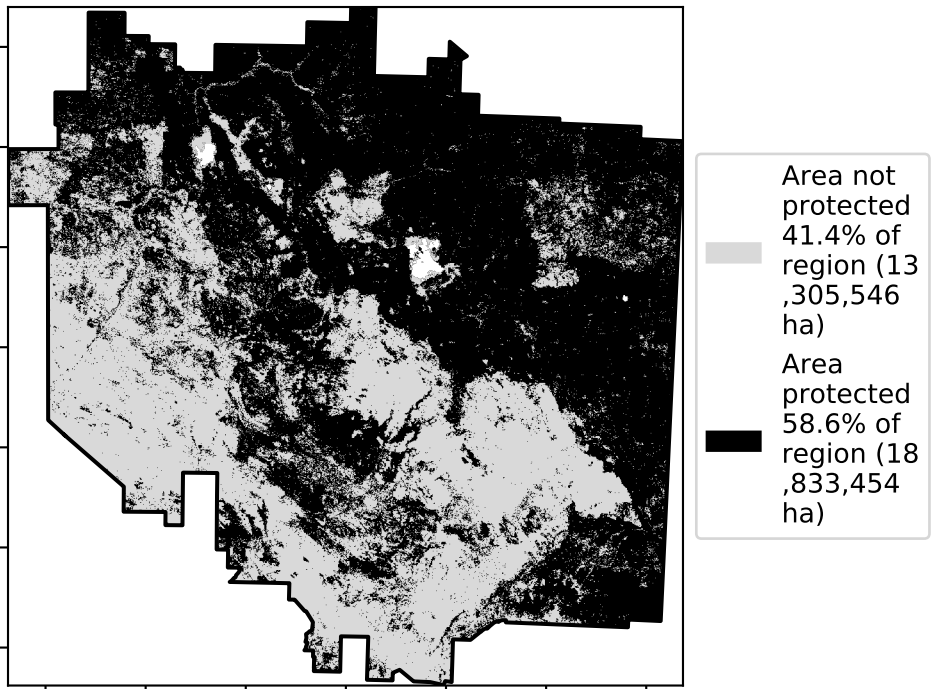 Area not
protected
41.4% of
region (13
,305,546
ha)
Area
protected
58.6% of
region (18
,833,454
ha)